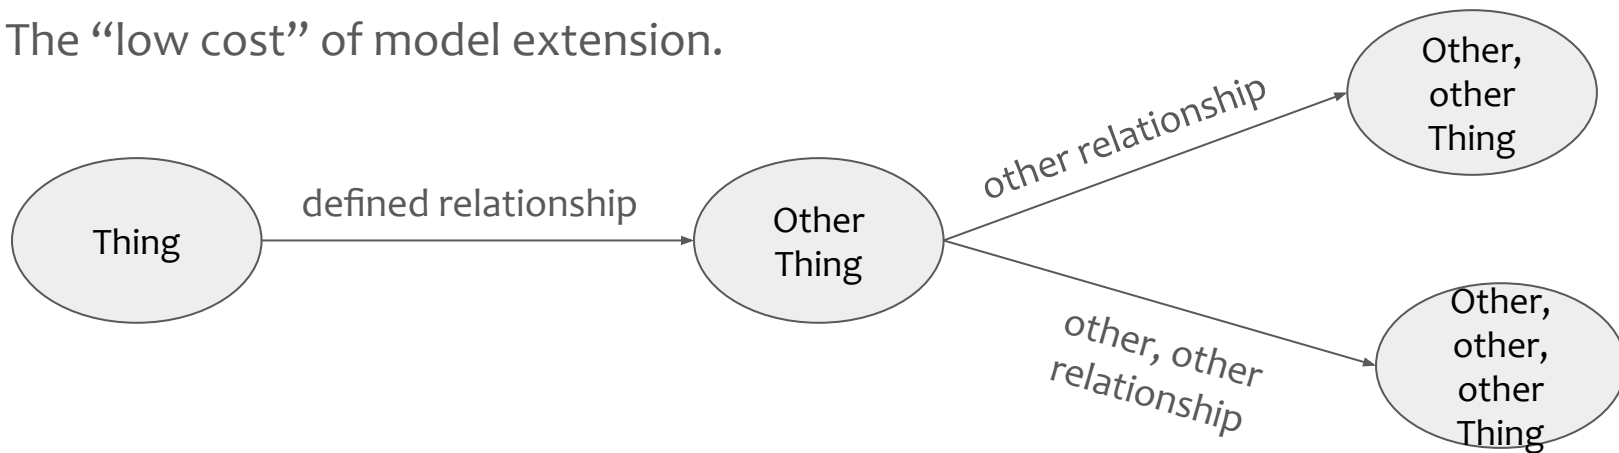 The “low cost” of model extension.
Thing
defined relationship
Other
Thing
other relationship
Other,
other
Thing
other, other
relationship
Other,
other,
other
Thing